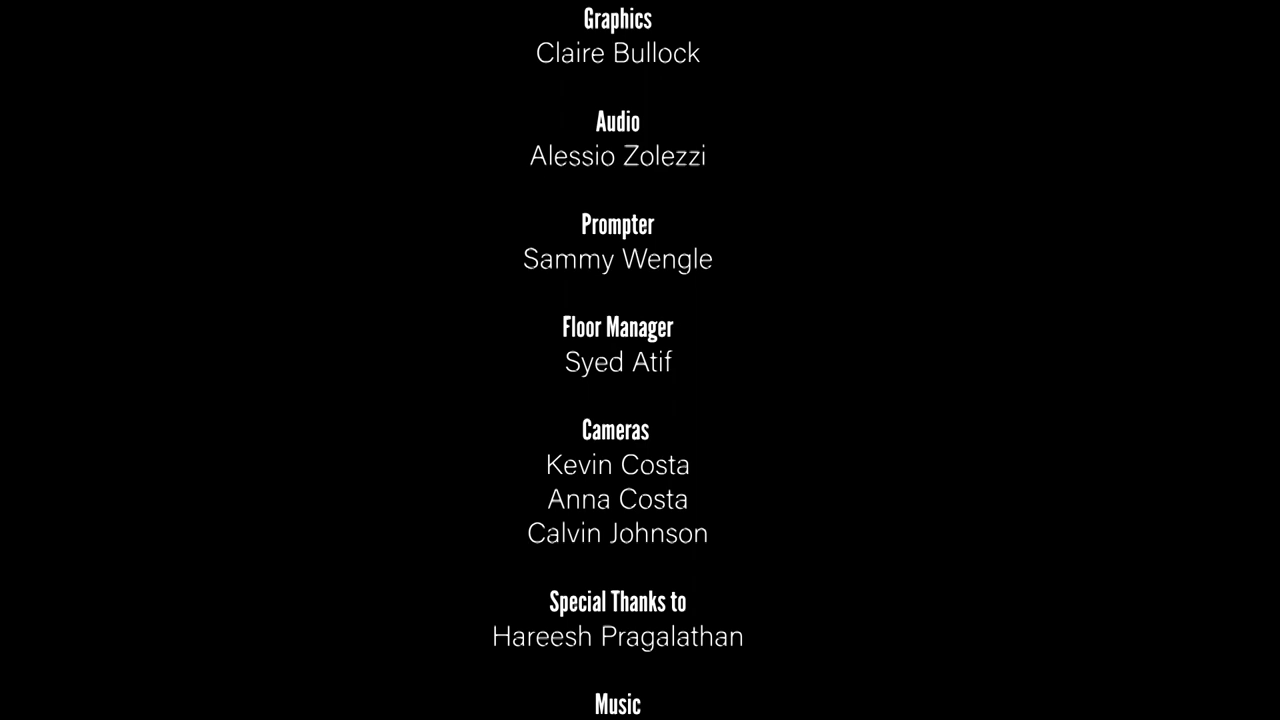 Graphics
Claire Bullock
Audio
Alessio Zolezzi
Prompter
Sammy Wengle
Floor Manager
Syed Atif
Cameras
Kevin Costa
Anna Costa
Calvin Johnson
Special Thanks to
Hareesh Pragalathan
Music